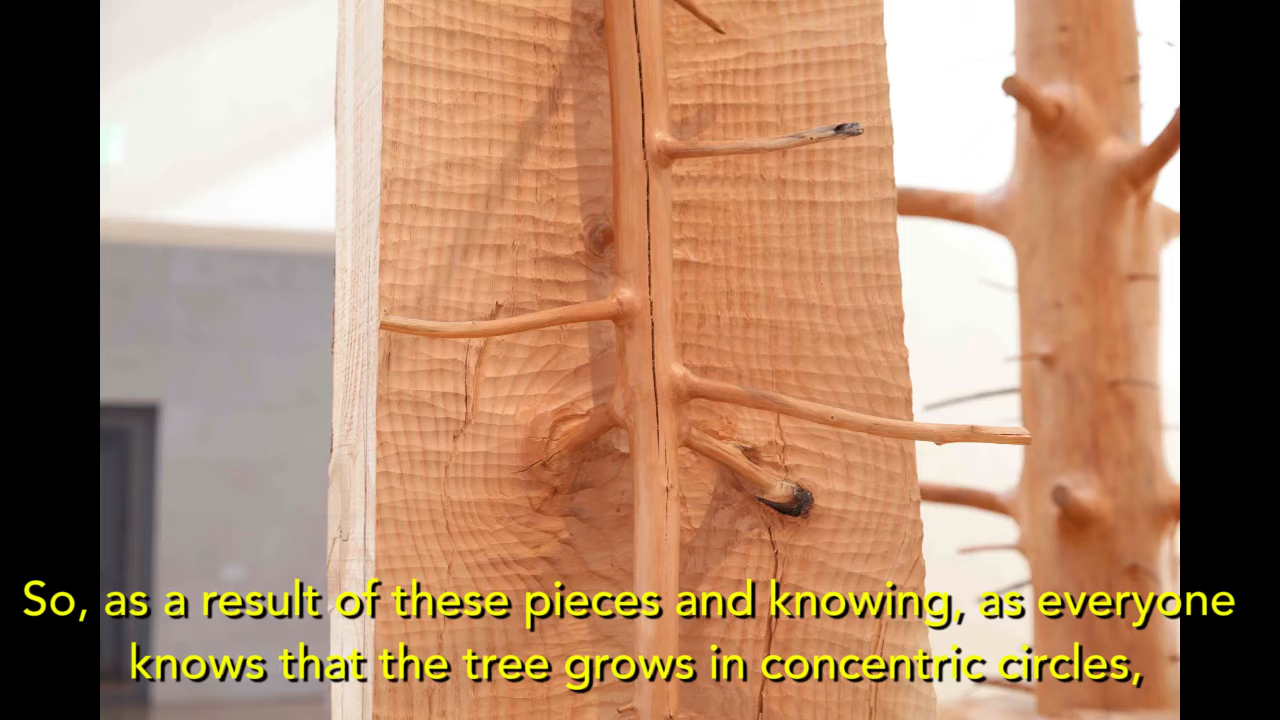 So, as a result of these pieces and knowing, as everyone
knows that the tree grows in concentric circles,